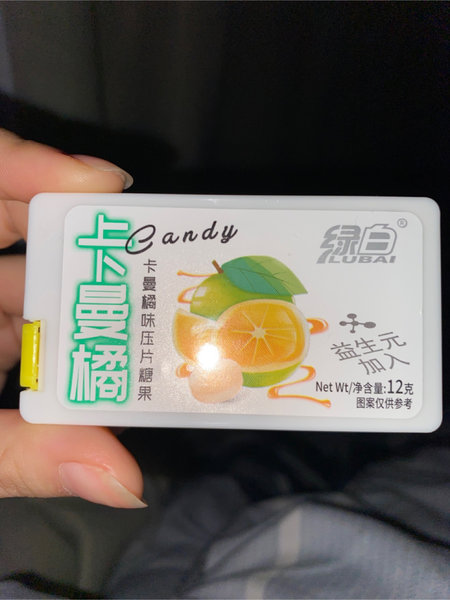 卡曼橘
Candy
卡曼橘味压片糖果
绿白®
LUBAI
益生元
加入
Net Wt/净含量:12克
图案仅供参考